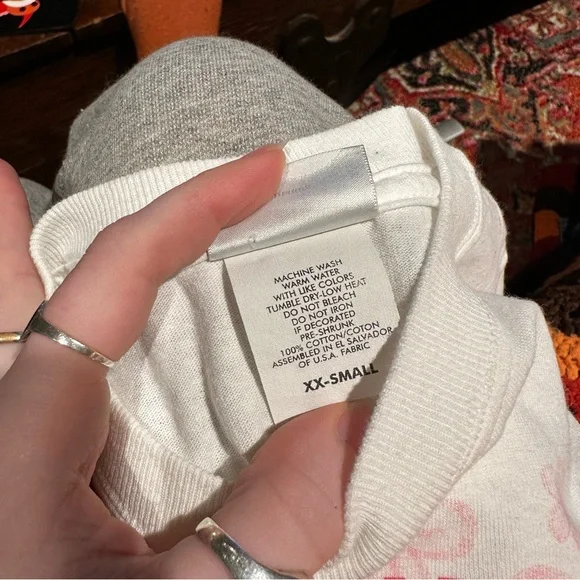 MACHINE WASH
WARM WATER
WITH LIKE COLORS
TUMBLE DRY-LOW HEAT
DO NOT BLEACH
DO NOT IRON
IF DECORATED
PRE-SHRUNK
100% COTTON/COTON
ASSEMBLED IN EL SALVADOR
OF U.S.A. FABRIC
XX-SMALL